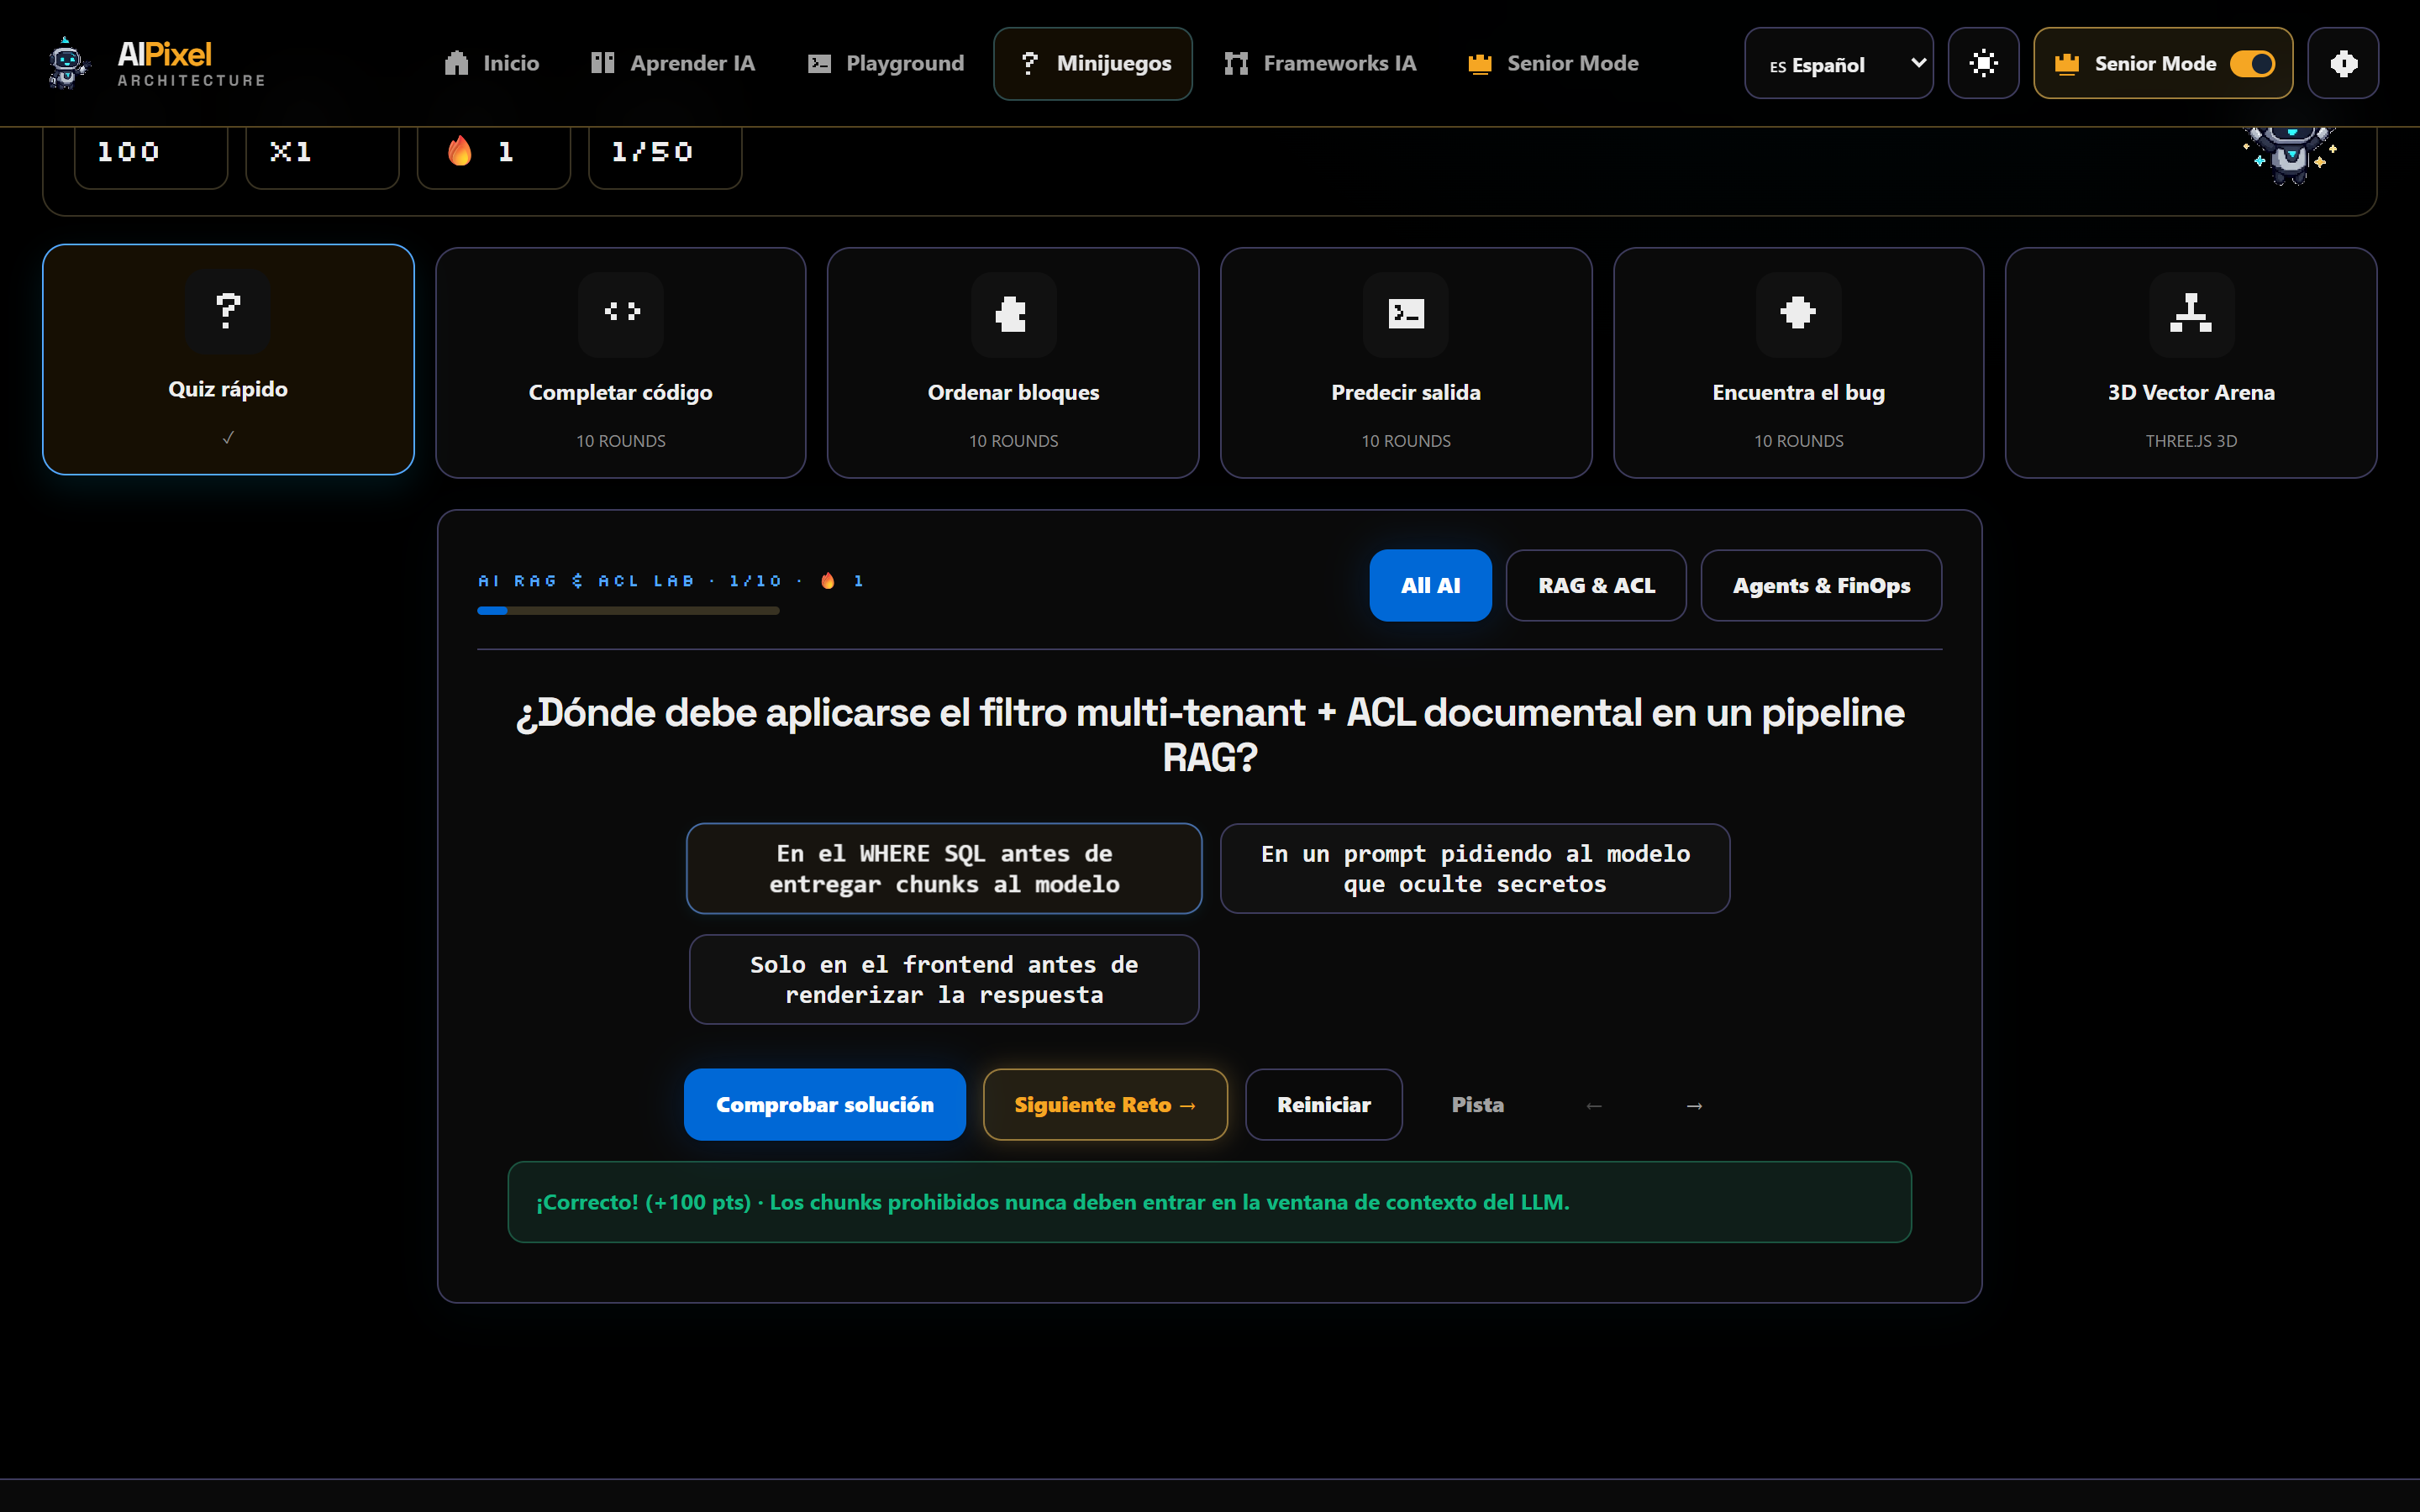 AIPixel
ARCHITECTURE
Inicio
Aprender IA
Playground
? Minijuegos
Frameworks IA
Senior Mode
ES Español
Senior Mode
100
X1
1
1/50
?
Quiz rápido
✓
Completar código
10 ROUNDS
Ordenar bloques
10 ROUNDS
Predecir salida
10 ROUNDS
Encuentra el bug
10 ROUNDS
3D Vector Arena
THREE.JS 3D
AI RAG & ACL LAB · 1/10 · 🔥 1
All AI
RAG & ACL
Agents & FinOps
¿Dónde debe aplicarse el filtro multi-tenant + ACL documental en un pipeline
RAG?
En el WHERE SQL antes de
entregar chunks al modelo
En un prompt pidiendo al modelo
que oculte secretos
Solo en el frontend antes de
renderizar la respuesta
Comprobar solución
Siguiente Reto →
Reiniciar
Pista
←
→
¡Correcto! (+100 pts) · Los chunks prohibidos nunca deben entrar en la ventana de contexto del LLM.